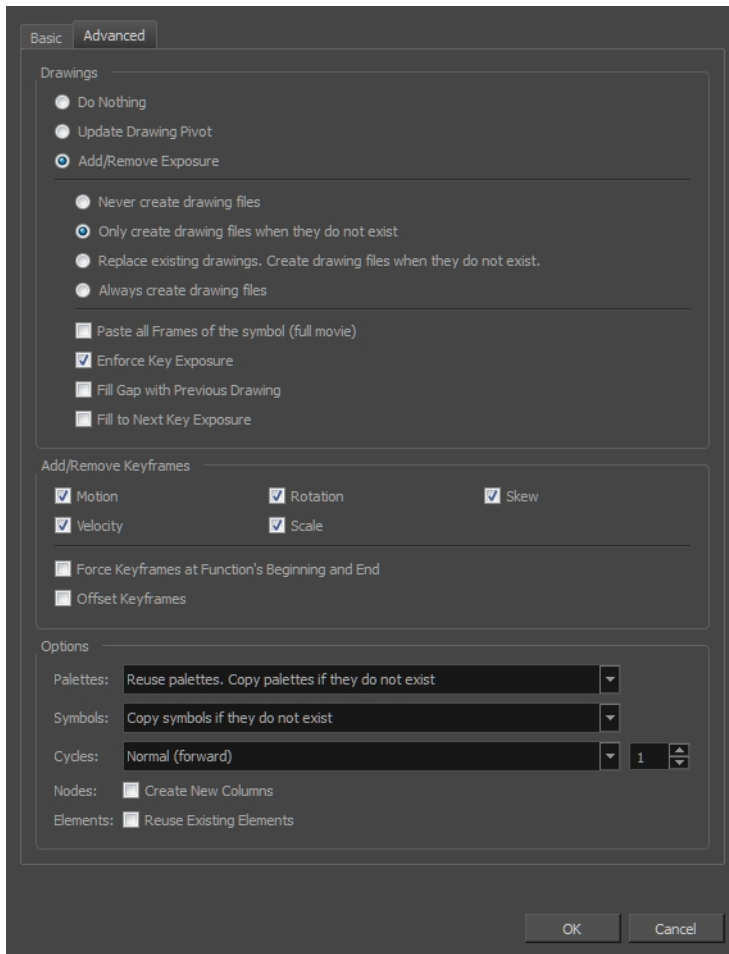 Basic Advanced
Drawings
Do Nothing
Update Drawing Pivot
Add/Remove Exposure
Never create drawing files
Only create drawing files when they do not exist
Replace existing drawings. Create drawing files when they do not exist.
Always create drawing files
Paste all Frames of the symbol (full movie)
Enforce Key Exposure
Fill Gap with Previous Drawing
Fill to Next Key Exposure
Add/Remove Keyframes
Motion Rotation Skew
Velocity Scale
Force Keyframes at Function's Beginning and End
Offset Keyframes
Options
Palettes: Reuse palettes. Copy palettes if they do not exist
Symbols: Copy symbols if they do not exist
Cycles: Normal (forward) 1
Nodes: Create New Columns
Elements: Reuse Existing Elements
OK Cancel